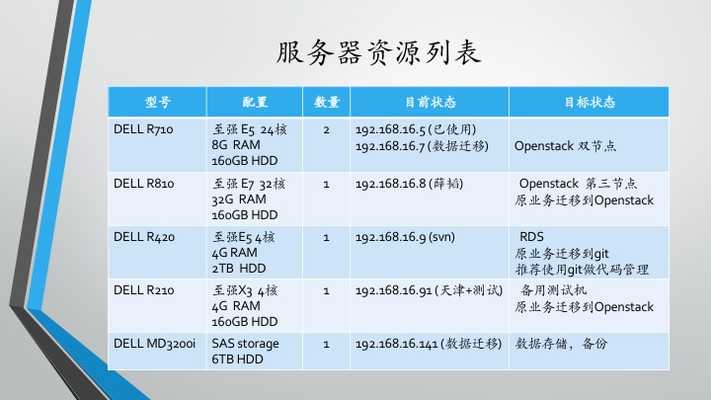 服务器资源列表
型号 配置 数量 目前状态 目标状态
DELL R710 至强 E5 24核 2 192.168.16.5 (已使用)
8G RAM 192.168.16.7 (数据迁移) Openstack 双节点
160GB HDD
DELL R810 至强 E7 32核 1 192.168.16.8 (薛韬) Openstack 第三节点
32G RAM 原业务迁移到Openstack
160GB HDD
DELL R420 至强E5 4核 1 192.168.16.9 (svn) RDS
4G RAM 原业务迁移到git
2TB HDD 推荐使用git做代码管理
DELL R210 至强X3 4核 1 192.168.16.91 (天津+测试) 备用测试机
4G RAM 原业务迁移到Openstack
160GB HDD
DELL MD3200i SAS storage 1 192.168.16.141 (数据迁移) 数据存储，备份
6TB HDD